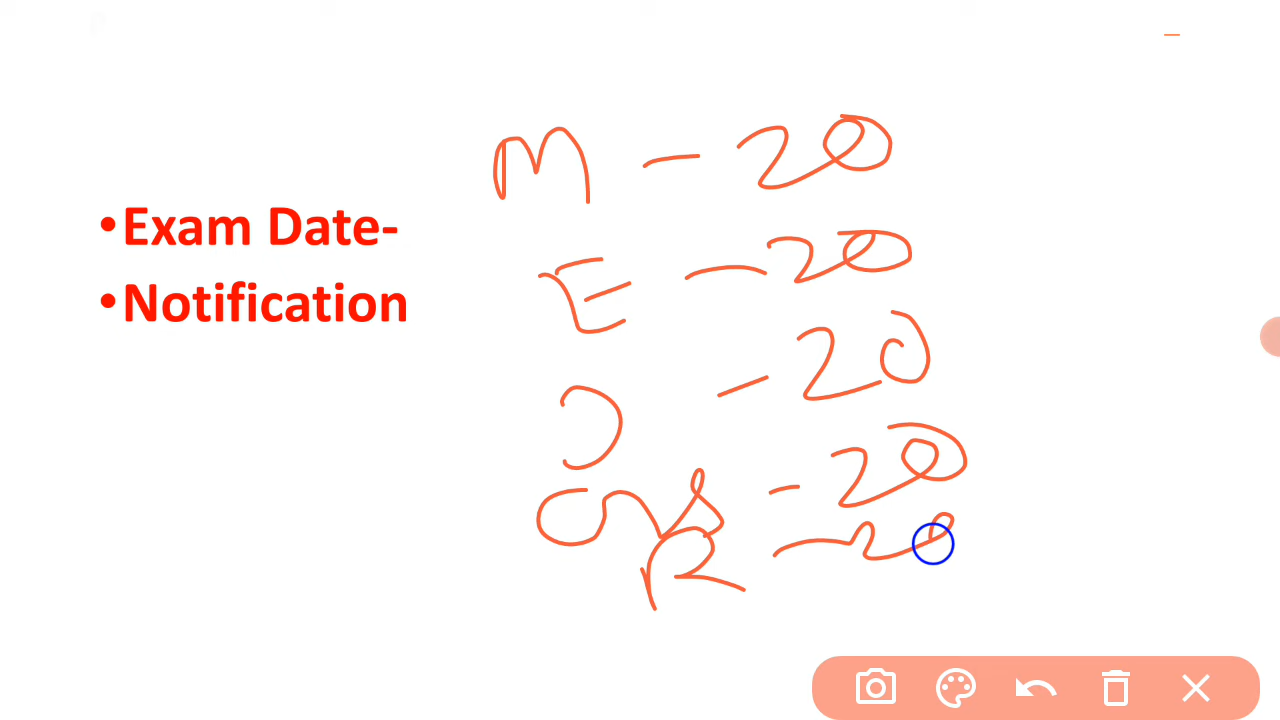 •Exam Date-
•Notification
M - 20
E - 20
- 20
- 20
R - 20